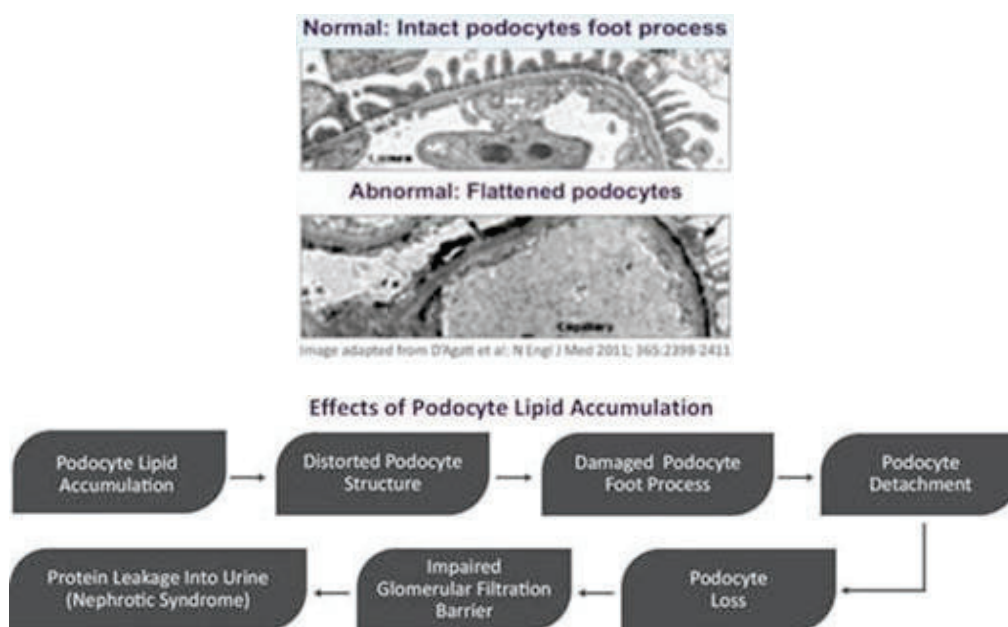 Normal: Intact podocytes foot process
Lumen
Abnormal: Flattened podocytes
Capillary
Image adapted from D'Agatt et al; N Engl J Med 2011; 365:2398-2411
Effects of Podocyte Lipid Accumulation
Podocyte Lipid
Accumulation
Distorted Podocyte
Structure
Damaged Podocyte
Foot Process
Podocyte
Detachment
Protein Leakage Into Urine
(Nephrotic Syndrome)
Impaired
Glomerular Filtration
Barrier
Podocyte
Loss